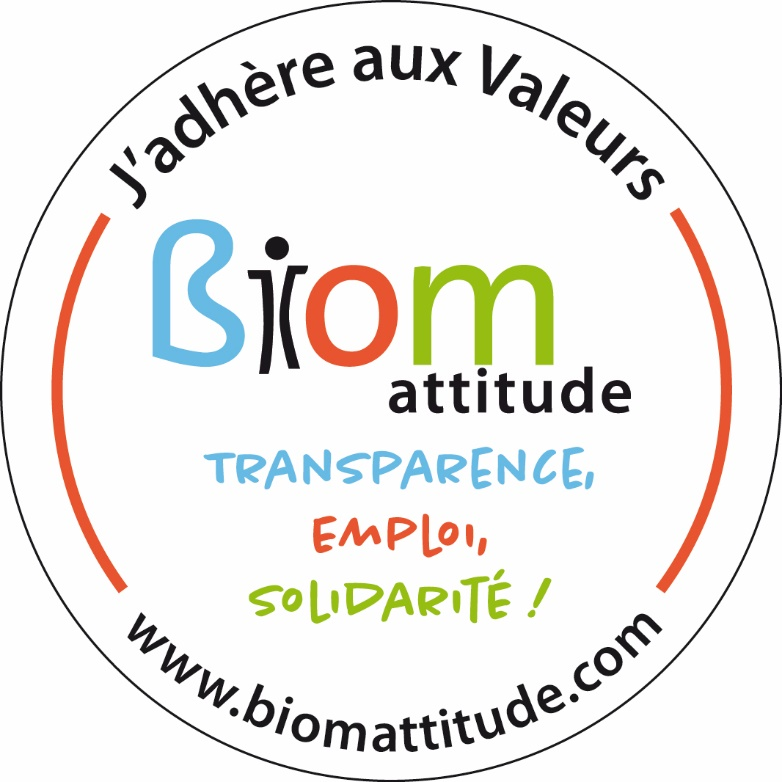 J'adhère aux Valeurs
Biom
attitude
TRANSPARENCE,
EMPLOI,
SOLIDARITÉ !
www.biomattitude.com